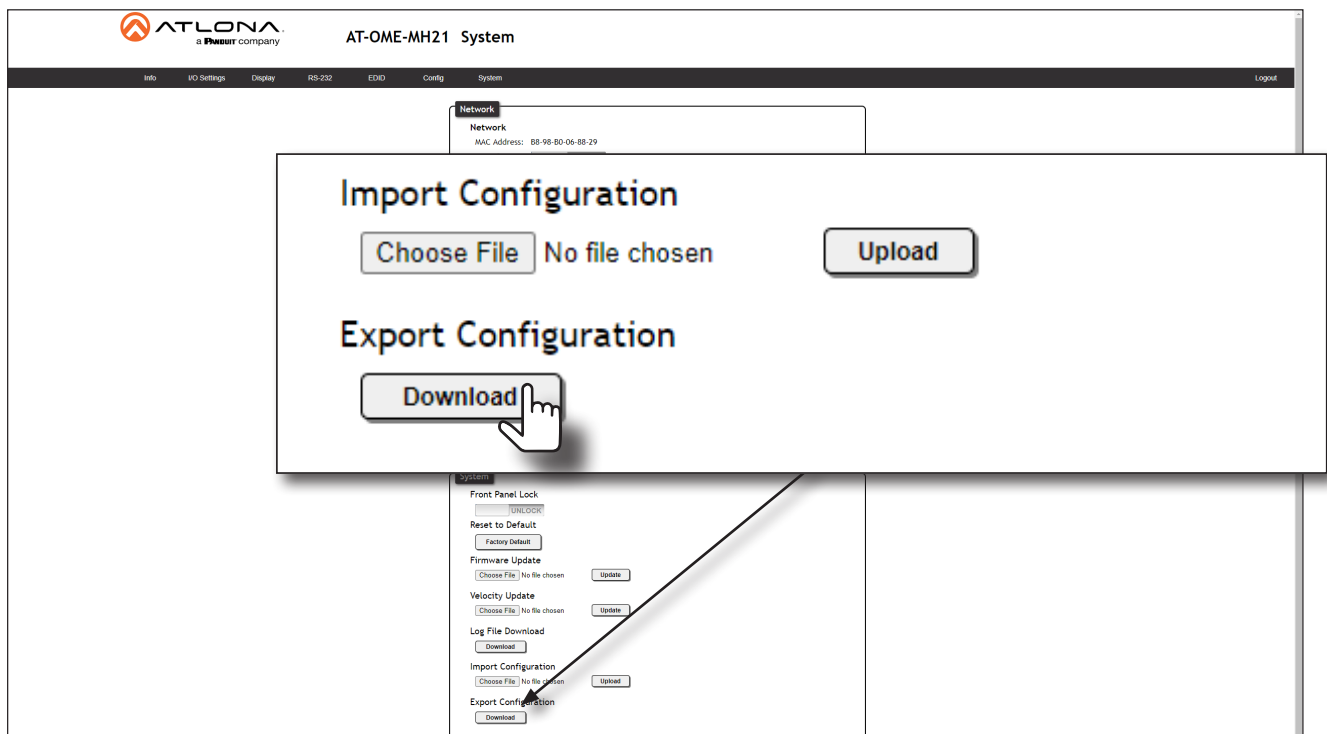 ATLONA.
a PANDUIT company
AT-OME-MH21 System
Info I/O Settings Display RS-232 EDID Config System Logout
Network
Network
MAC Address: B8-98-B0-06-88-29
Import Configuration
Choose File No file chosen Upload
Export Configuration
Download
System
Front Panel Lock
UNLOCK
Reset to Default
Factory Default
Firmware Update
Choose File No file chosen Update
Velocity Update
Choose File No file chosen Update
Log File Download
Download
Import Configuration
Choose File No file chosen Upload
Export Configuration
Download